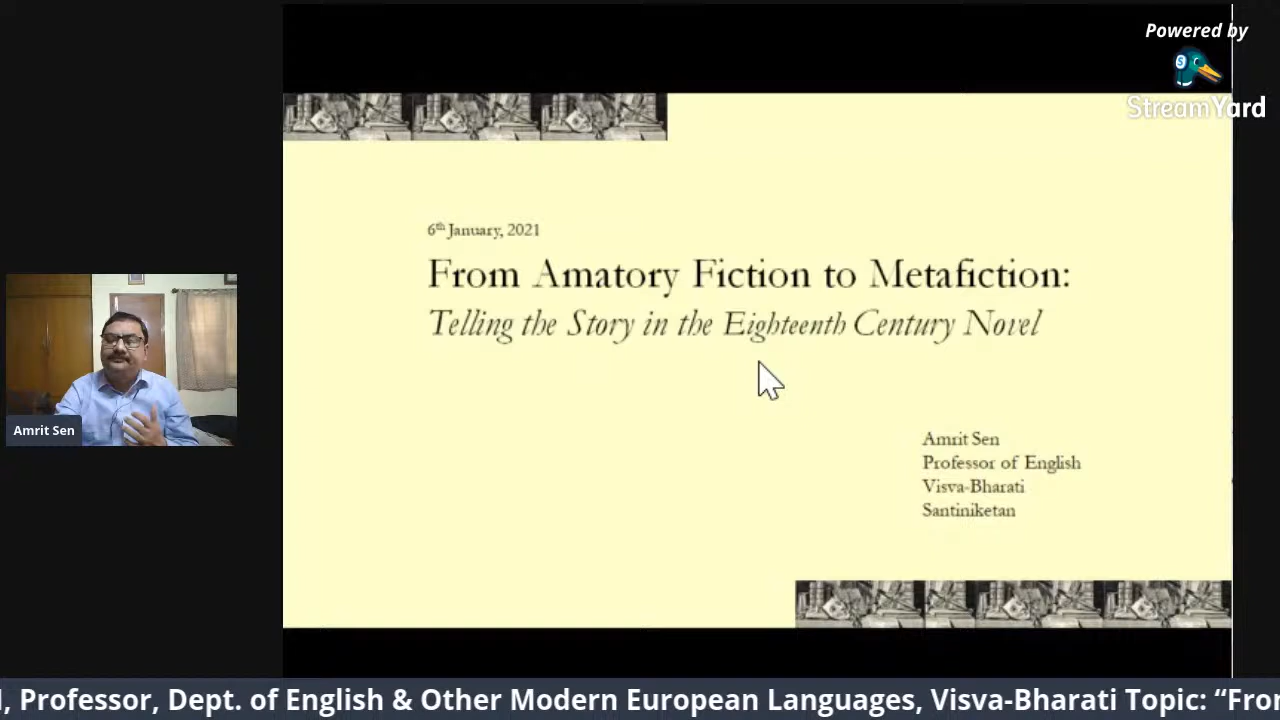 Powered by
StreamYard
6th January, 2021
From Amatory Fiction to Metafiction:
Telling the Story in the Eighteenth Century Novel
Amrit Sen
Professor of English
Visva-Bharati
Santiniketan
Amrit Sen
, Professor, Dept. of English & Other Modern European Languages, Visva-Bharati Topic: “Fror